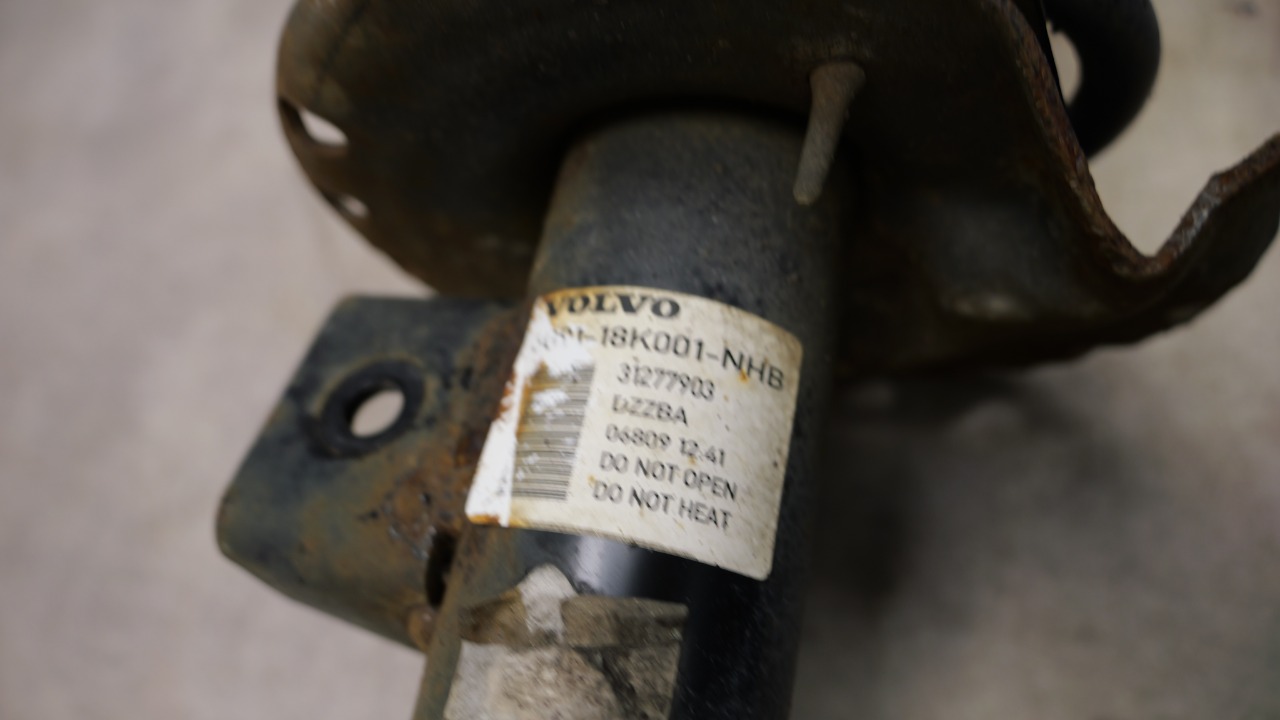 VOLVO
-18K001-NHB
31277903
DZZBA
06809 12:41
DO NOT OPEN
DO NOT HEAT